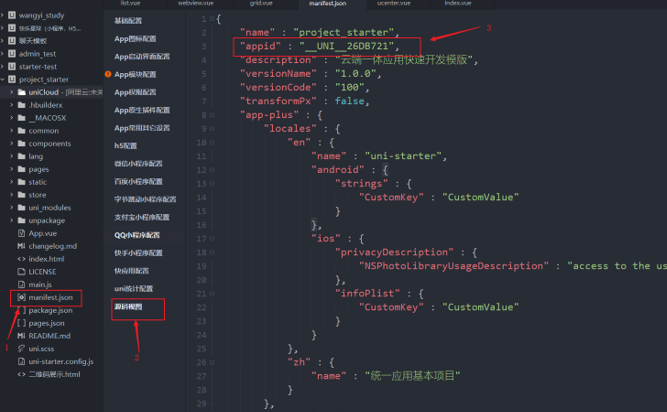 list.vue
webview.vue
grid.vue
manifest.json
ucenter.vue
index.vue
wangyi_study
聊天模板
admin_test
starter-test
project_starter
uniCloud - [阿里云:未关
.hbuilderx
__MACOSX
common
components
lang
pages
static
store
uni_modules
unpackage
App.vue
changelog.md
index.html
LICENSE
main.js
manifest.json
package.json
pages.json
README.md
uni.scss
uni-starter.config.js
二维码展示.html
1
基础配置
App图标配置
App启动界面配置
App模块配置
App权限配置
App原生插件配置
App常用其它设置
h5配置
微信小程序配置
百度小程序配置
字节跳动小程序配置
支付宝小程序配置
QQ小程序配置
快手小程序配置
快应用配置
uni统计配置
源码视图
2
3
1 {
2 "name" : "project_starter",
3 "appid" : "__UNI__26DB721",
4 "description" : "云端一体应用快速开发模版",
5 "versionName" : "1.0.0",
6 "versionCode" : "100",
7 "transformPx" : false,
8 "app-plus" : {
9 "locales" : {
10 "en" : {
11 "name" : "uni-starter",
12 "android" : {
13 "strings" : {
14 "CustomKey" : "CustomValue"
15 }
16 },
17 "ios" : {
18 "privacyDescription" : {
19 "NSPhotoLibraryUsageDescription" : "access to the us
20 },
21 "infoPlist" : {
22 "CustomKey" : "CustomValue"
23 }
24 }
25 },
26 "zh" : {
27 "name" : "统一应用基本项目"
28 }
29 },